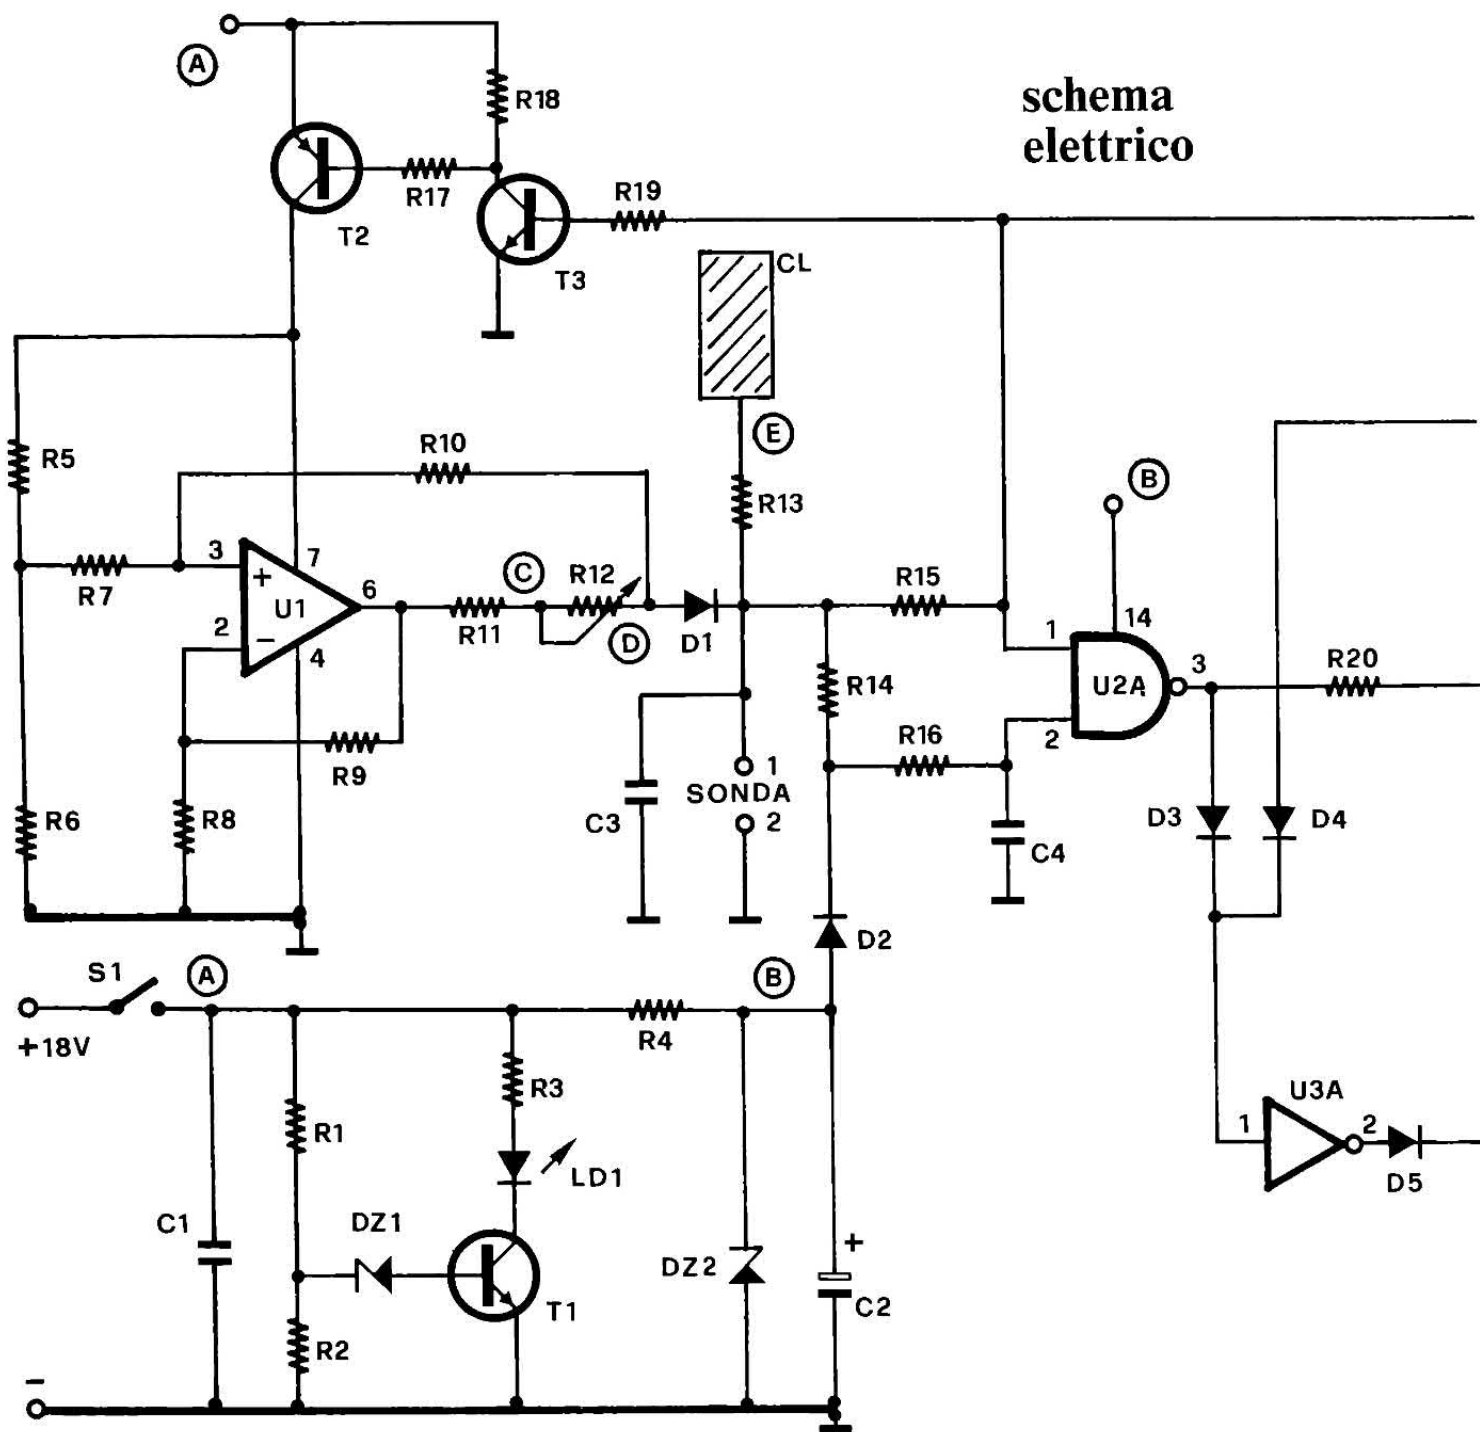 schema
elettrico
A
R18
R17
T2
R19
T3
CL
E
R5
R10
R13
B
R7
3
+
7
U1
6
2
−
4
R11
C
R12
D
D1
R15
1
14
U2A
3
R20
2
R14
R16
R9
R8
R6
1
SONDA
2
C3
C4
D3
D4
D2
S1
A
B
+18V
R4
R3
R1
LD1
U3A
1
2
D5
C1
DZ1
T1
DZ2
+
C2
R2
−